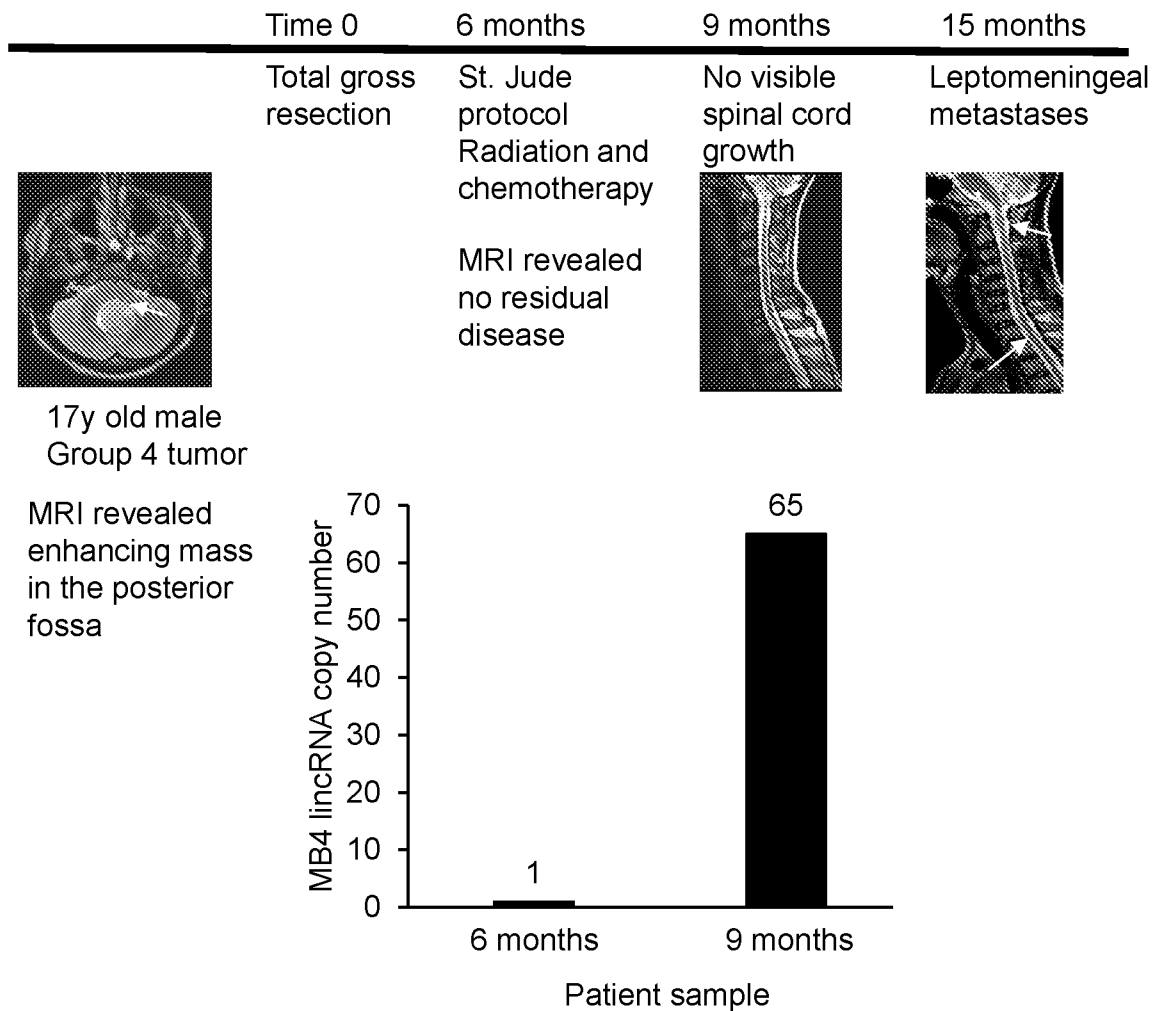 Time 0
6 months
9 months
15 months
Total gross
resection
St. Jude
protocol
Radiation and
chemotherapy
MRI revealed
no residual
disease
No visible
spinal cord
growth
Leptomeningeal
metastases
17y old male
Group 4 tumor
MRI revealed
enhancing mass
in the posterior
fossa
MB4 lincRNA copy number
70
60
50
40
30
20
10
0
1
65
6 months
9 months
Patient sample